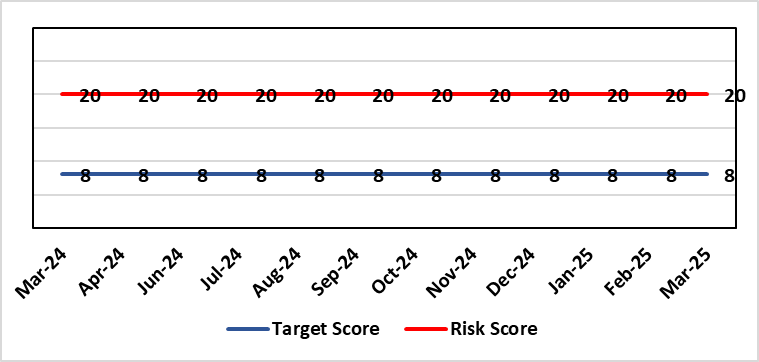 20 20 20 20 20 20 20 20 20 20 20 20
8 8 8 8 8 8 8 8 8 8 8 8
Mar-24 Apr-24 Jun-24 Jul-24 Aug-24 Sep-24 Oct-24 Nov-24 Dec-24 Jan-25 Feb-25 Mar-25
Target Score Risk Score